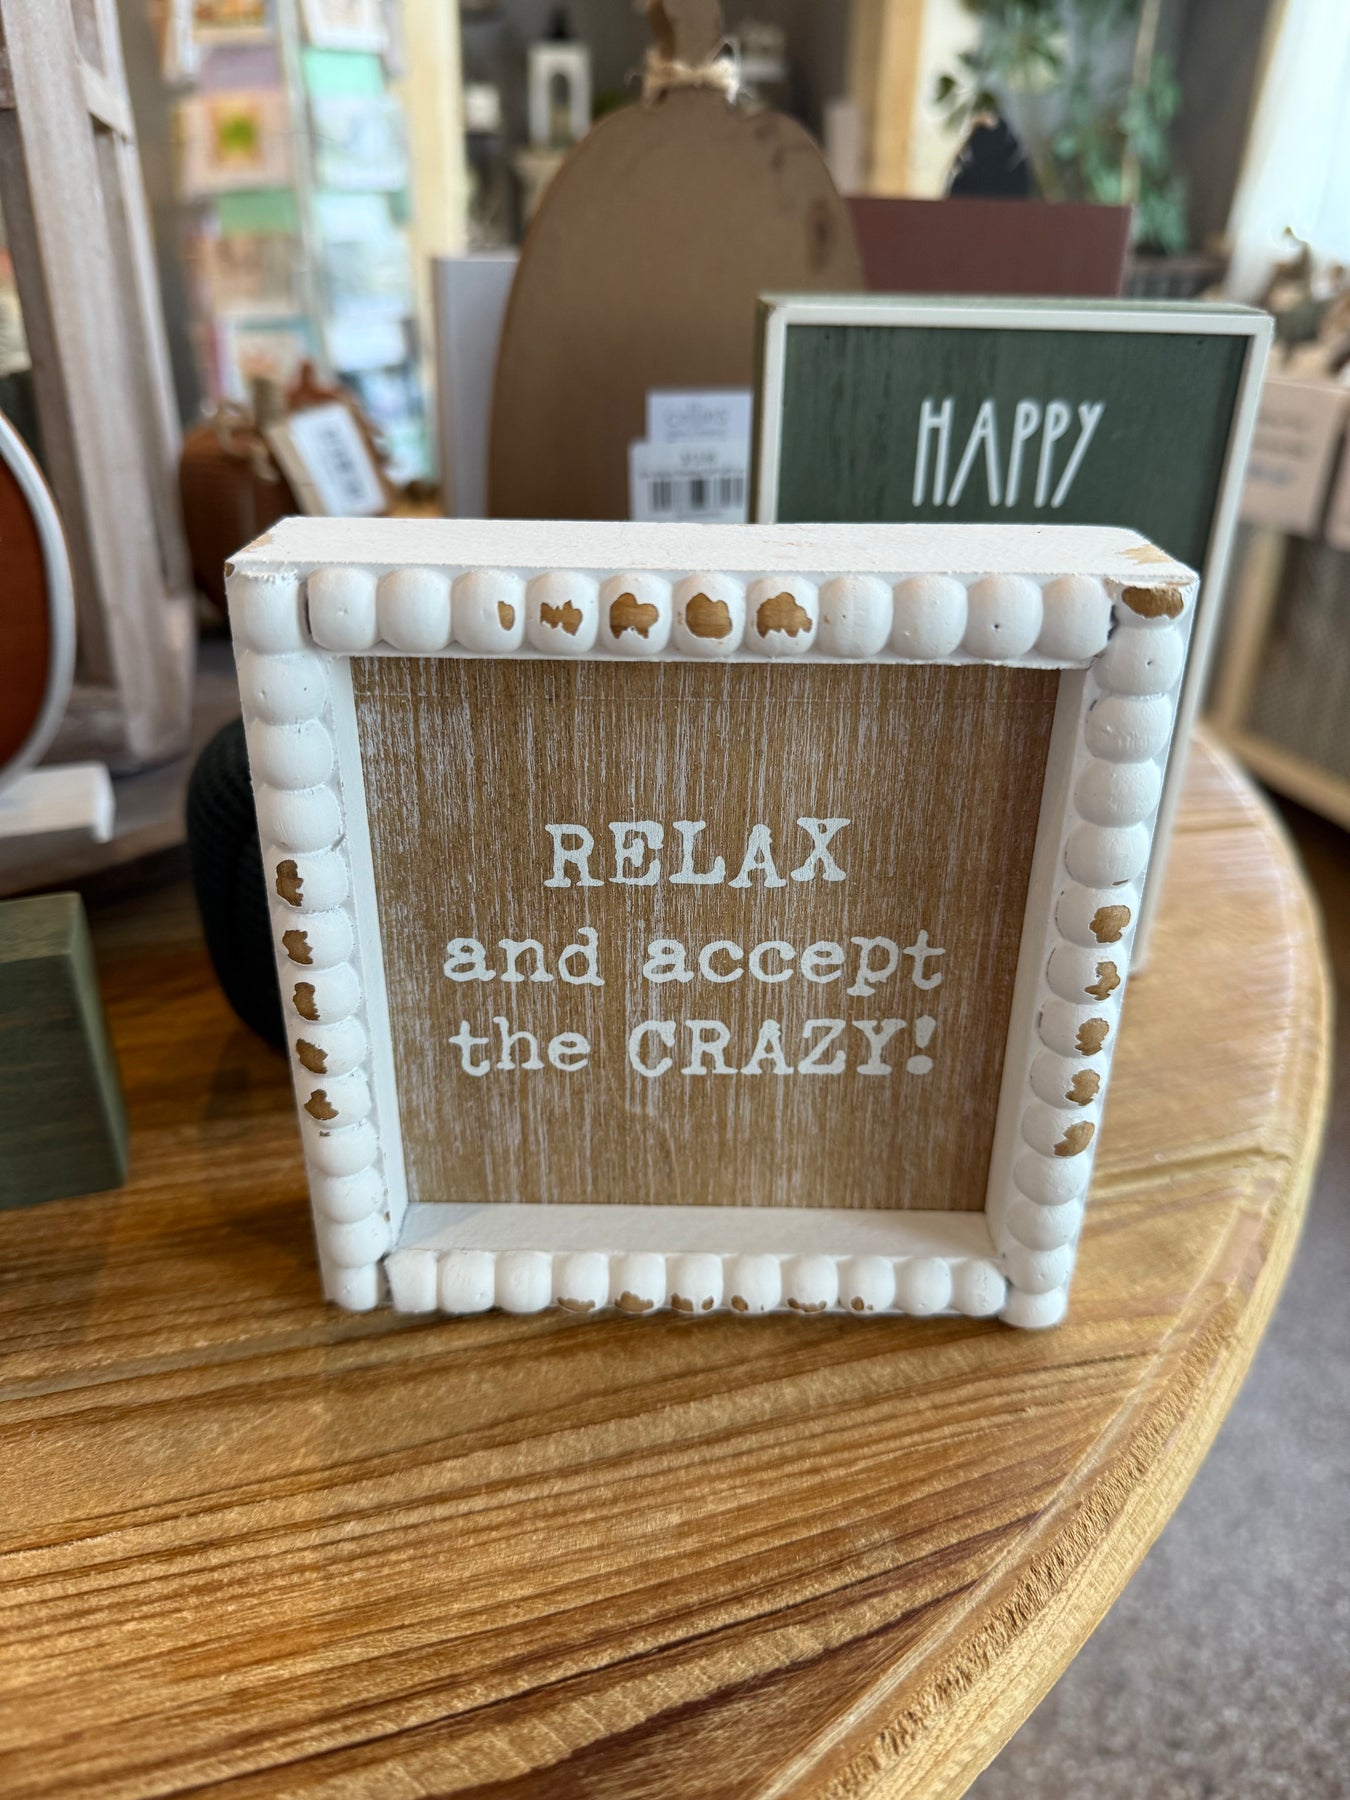 HAPPY
RELAX
and accept
the CRAZY!